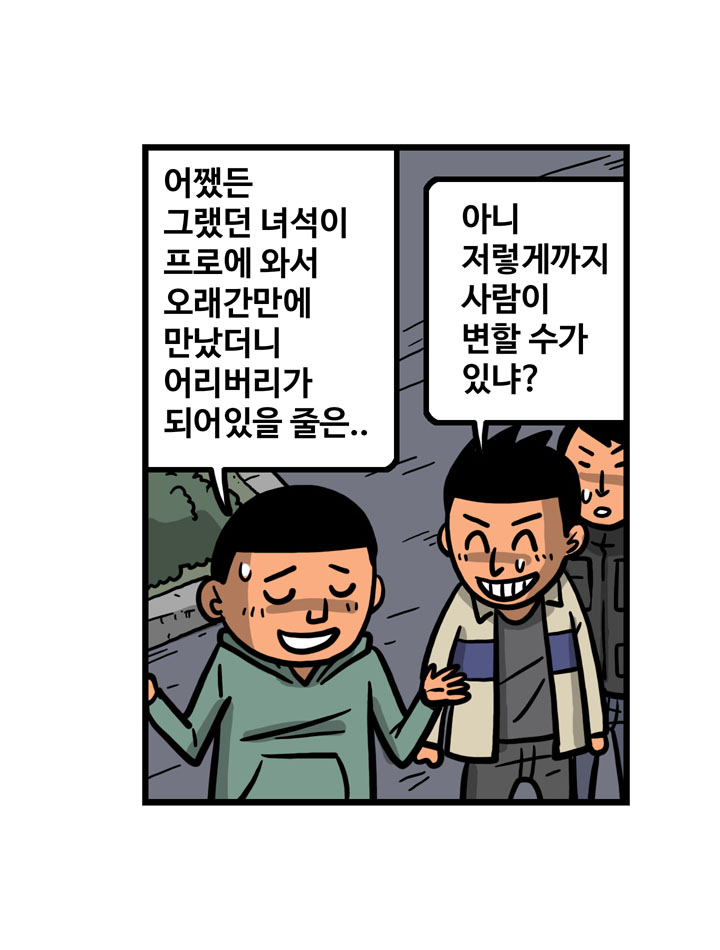 어쨌든
그랬던 녀석이
프로에 와서
오래간만에
만났더니
어리버리가
되어있을 줄은..
아니
저렇게까지
사람이
변할 수가
있냐?